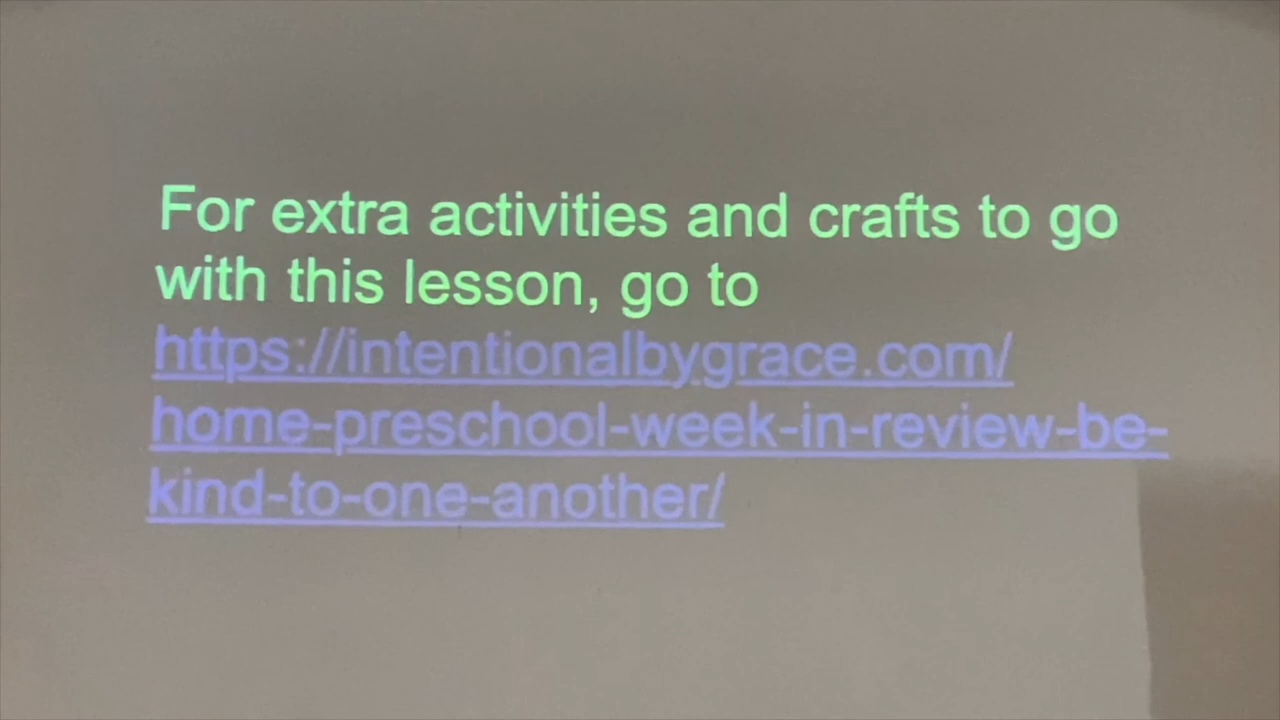 For extra activities and crafts to go
with this lesson, go to
https://intentionalbygrace.com/
home-preschool-week-in-review-be-
kind-to-one-another/